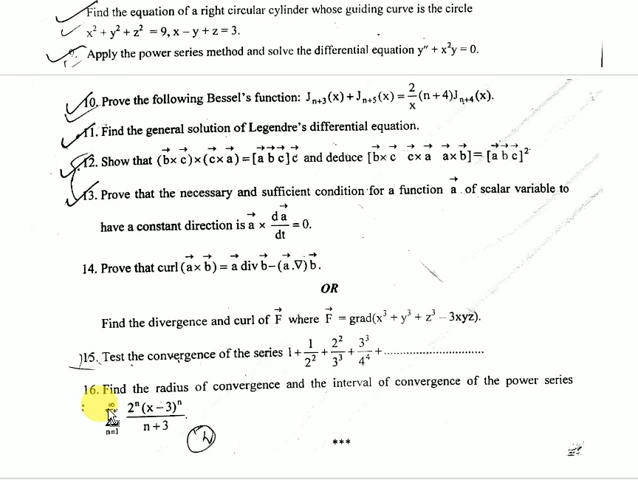 Find the equation of a right circular cylinder whose guiding curve is the circle
x² + y² + z² = 9, x – y + z = 3.
9. Apply the power series method and solve the differential equation y″ + x²y = 0.
10. Prove the following Bessel's function: Jₙ₊₃(x) + Jₙ₊₅(x) = 2/x (n + 4)Jₙ₊₄(x).
11. Find the general solution of Legendre's differential equation.
12. Show that (b⃗ × c⃗) × (c⃗ × a⃗) = [a⃗ b⃗ c⃗] c⃗ and deduce [b⃗ × c⃗ c⃗ × a⃗ a⃗ × b⃗] = [a⃗ b⃗ c⃗]²
13. Prove that the necessary and sufficient condition for a function a⃗ of scalar variable to
have a constant direction is a⃗ × da⃗/dt = 0.
14. Prove that curl (a⃗ × b⃗) = a⃗ div b⃗ – (a⃗ .∇) b⃗.
OR
Find the divergence and curl of F⃗ where F⃗ = grad(x³ + y³ + z³ – 3xyz).
15. Test the convergence of the series 1 + 1/2² + 2²/3³ + 3³/4⁴ + ................................
16. Find the radius of convergence and the interval of convergence of the power series
: ∞ Σ n=1 2ⁿ(x – 3)ⁿ / n + 3 .
***